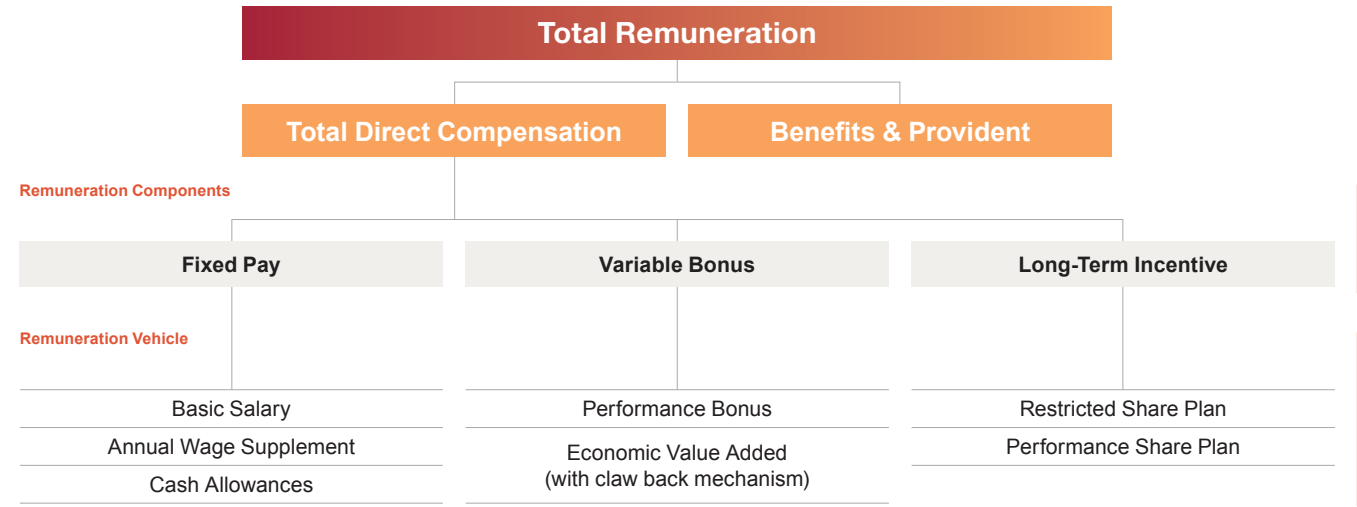 Total Remuneration
Total Direct Compensation
Benefits & Provident
Remuneration Components
Fixed Pay
Variable Bonus
Long-Term Incentive
Remuneration Vehicle
Basic Salary
Annual Wage Supplement
Cash Allowances
Performance Bonus
Economic Value Added
(with claw back mechanism)
Restricted Share Plan
Performance Share Plan